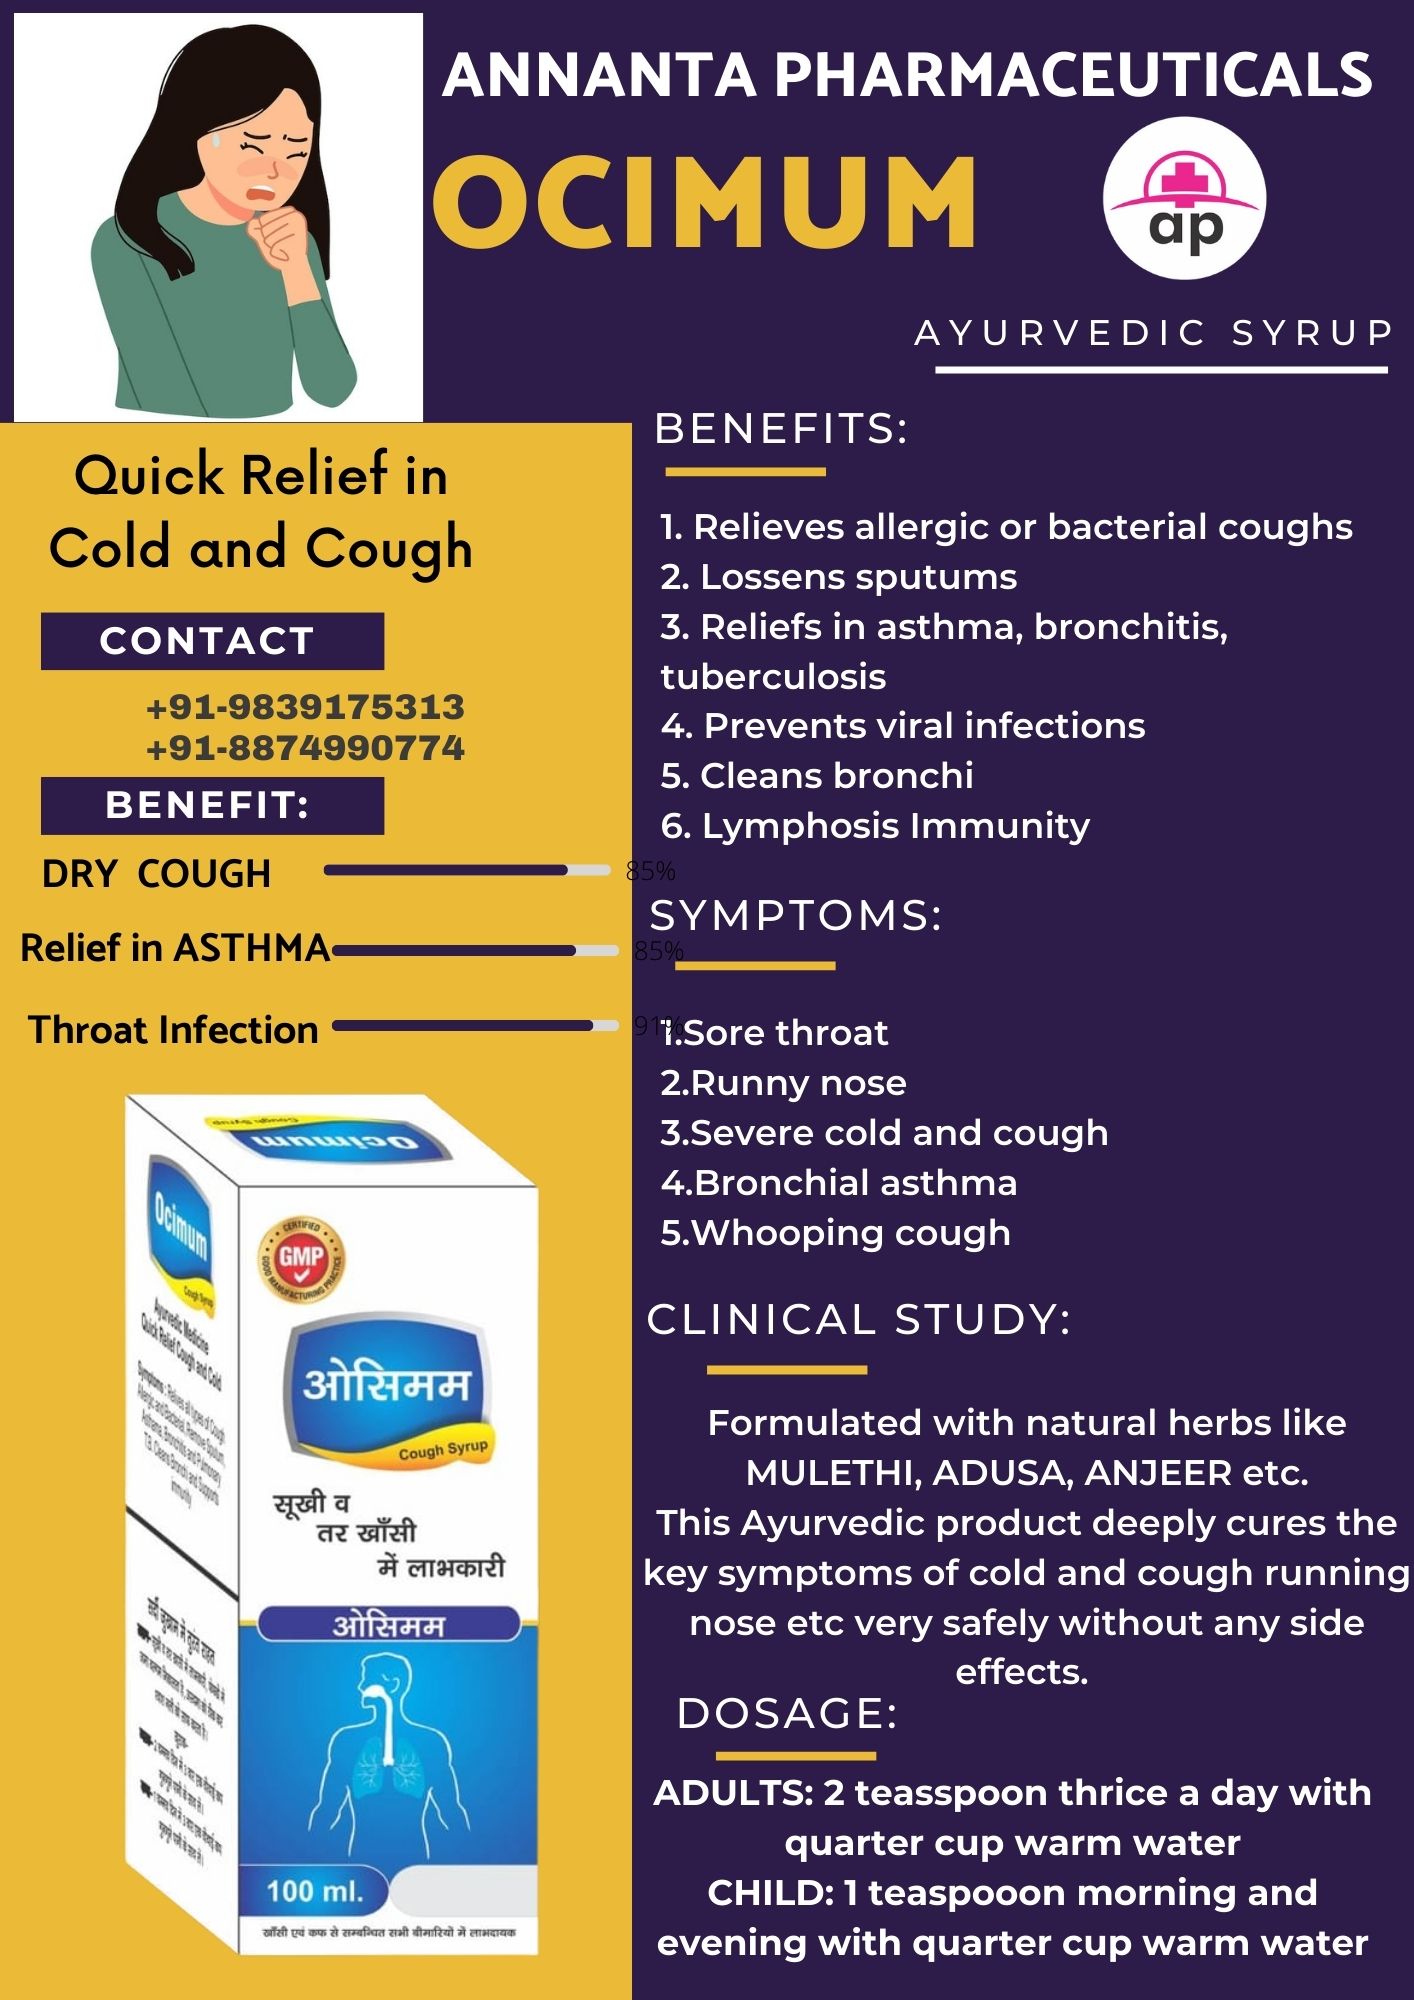 ANNANTA PHARMACEUTICALS
OCIMUM
ap
AYURVEDIC SYRUP
Quick Relief in
Cold and Cough
CONTACT
+91-9839175313
+91-8874990774
BENEFIT:
DRY COUGH 85%
Relief in ASTHMA 85%
Throat Infection 91%
BENEFITS:
1. Relieves allergic or bacterial coughs
2. Lossens sputums
3. Reliefs in asthma, bronchitis,
tuberculosis
4. Prevents viral infections
5. Cleans bronchi
6. Lymphosis Immunity
SYMPTOMS:
1.Sore throat
2.Runny nose
3.Severe cold and cough
4.Bronchial asthma
5.Whooping cough
CLINICAL STUDY:
Formulated with natural herbs like
MULETHI, ADUSA, ANJEER etc.
This Ayurvedic product deeply cures the
key symptoms of cold and cough running
nose etc very safely without any side
effects.
DOSAGE:
ADULTS: 2 teasspoon thrice a day with
quarter cup warm water
CHILD: 1 teaspooon morning and
evening with quarter cup warm water
Ocimum
Cough Syrup
Ocimum
Cough Syrup
Ayurvedic Medicine
Quick Relief Cough and Cold
CERTIFIED
GMP
GOOD MANUFACTURING PRACTICE
ओसिमम
Cough Syrup
सूखी व
तर खाँसी
में लाभकारी
ओसिमम
100 ml.
खाँसी एवं कफ से सम्बन्धित सभी बीमारियों में लाभदायक